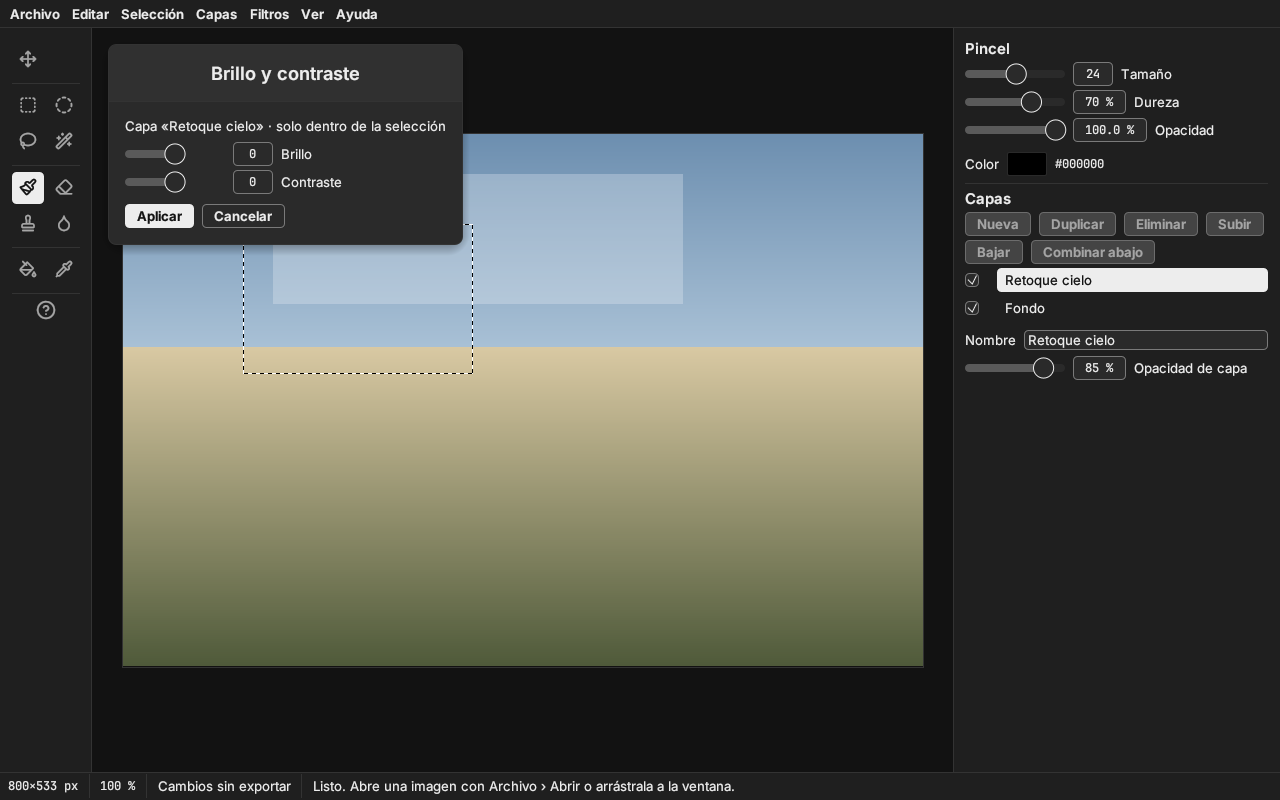 Archivo Editar Selección Capas Filtros Ver Ayuda
Brillo y contraste
Capa «Retoque cielo» · solo dentro de la selección
0 Brillo
0 Contraste
Aplicar Cancelar
Pincel
24 Tamaño
70 % Dureza
100.0 % Opacidad
Color #000000
Capas
Nueva Duplicar Eliminar Subir
Bajar Combinar abajo
Retoque cielo
Fondo
Nombre Retoque cielo
85 % Opacidad de capa
800×533 px 100 % Cambios sin exportar Listo. Abre una imagen con Archivo › Abrir o arrástrala a la ventana.